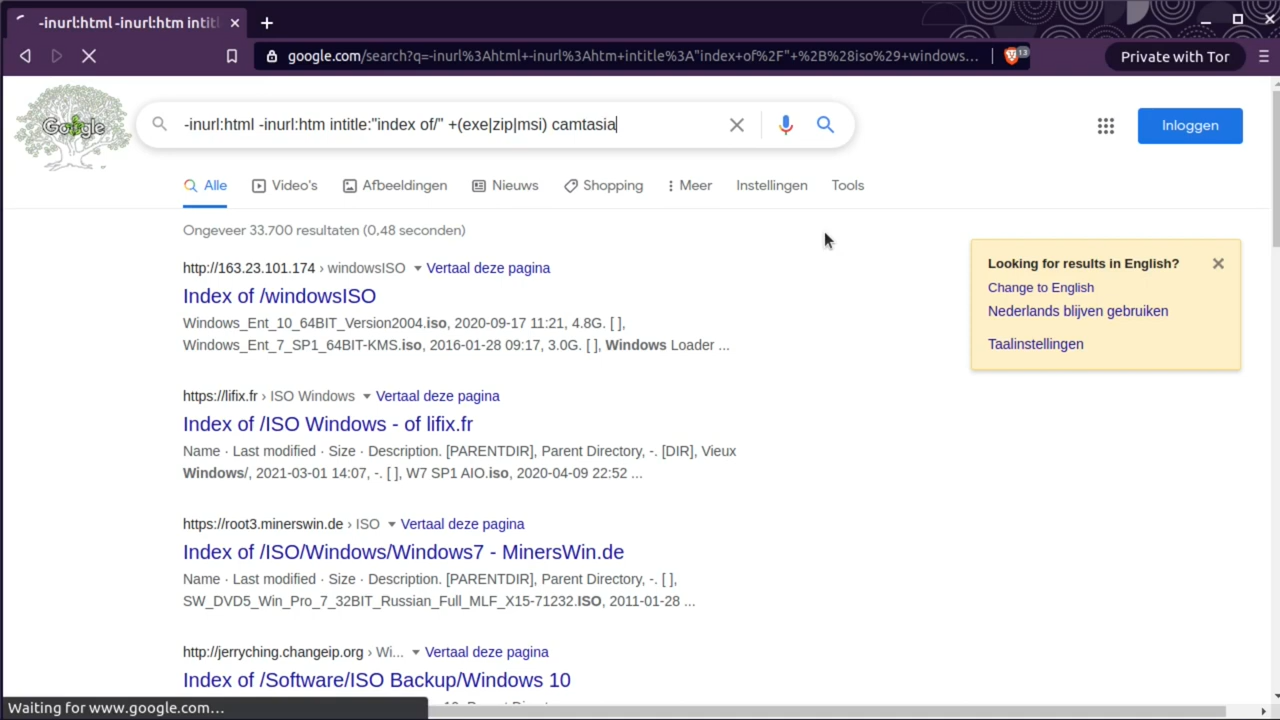 -inurl:html -inurl:htm intitl
google.com/search?q=-inurl%3Ahtml+-inurl%3Ahtm+intitle%3A"index+of%2F"+%2B%28iso%29+windows...
13
Private with Tor
Google
-inurl:html -inurl:htm intitle:"index of/" +(exe|zip|msi) camtasia
Inloggen
Alle
Video's
Afbeeldingen
Nieuws
Shopping
Meer
Instellingen
Tools
Ongeveer 33.700 resultaten (0,48 seconden)
http://163.23.101.174 › windowsISO
Vertaal deze pagina
Index of /windowsISO
Windows_Ent_10_64BIT_Version2004.iso, 2020-09-17 11:21, 4.8G. [ ],
Windows_Ent_7_SP1_64BIT-KMS.iso, 2016-01-28 09:17, 3.0G. [ ], Windows Loader ...
Looking for results in English?
Change to English
Nederlands blijven gebruiken
Taalinstellingen
https://lifix.fr › ISO Windows
Vertaal deze pagina
Index of /ISO Windows - of lifix.fr
Name · Last modified · Size · Description. [PARENTDIR], Parent Directory, -. [DIR], Vieux
Windows/, 2021-03-01 14:07, -. [ ], W7 SP1 AIO.iso, 2020-04-09 22:52 ...
https://root3.minerswin.de › ISO
Vertaal deze pagina
Index of /ISO/Windows/Windows7 - MinersWin.de
Name · Last modified · Size · Description. [PARENTDIR], Parent Directory, -. [ ],
SW_DVD5_Win_Pro_7_32BIT_Russian_Full_MLF_X15-71232.ISO, 2011-01-28 ...
http://jerryching.changeip.org › Wi...
Vertaal deze pagina
Index of /Software/ISO Backup/Windows 10
Waiting for www.google.com...